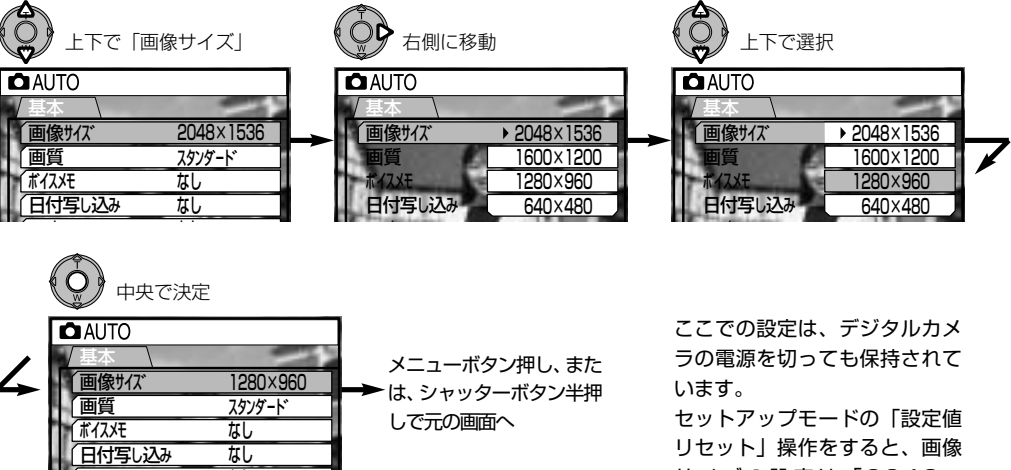 上下で「画像サイズ」
AUTO
基本
画像サイズ 2048×1536
画質 スタンダード
ボイスメモ なし
日付写し込み なし
右側に移動
AUTO
基本
画像サイズ 2048×1536
画質 1600×1200
ボイスメモ 1280×960
日付写し込み 640×480
上下で選択
AUTO
基本
画像サイズ 2048×1536
画質 1600×1200
ボイスメモ 1280×960
日付写し込み 640×480
T
W
中央で決定
AUTO
基本
画像サイズ 1280×960
画質 スタンダード
ボイスメモ なし
日付写し込み なし
メニューボタン押し、また
は、シャッターボタン半押
しで元の画面へ
ここでの設定は、デジタルカメ
ラの電源を切っても保持されて
います。
セットアップモードの「設定値
リセット」操作をすると、画像